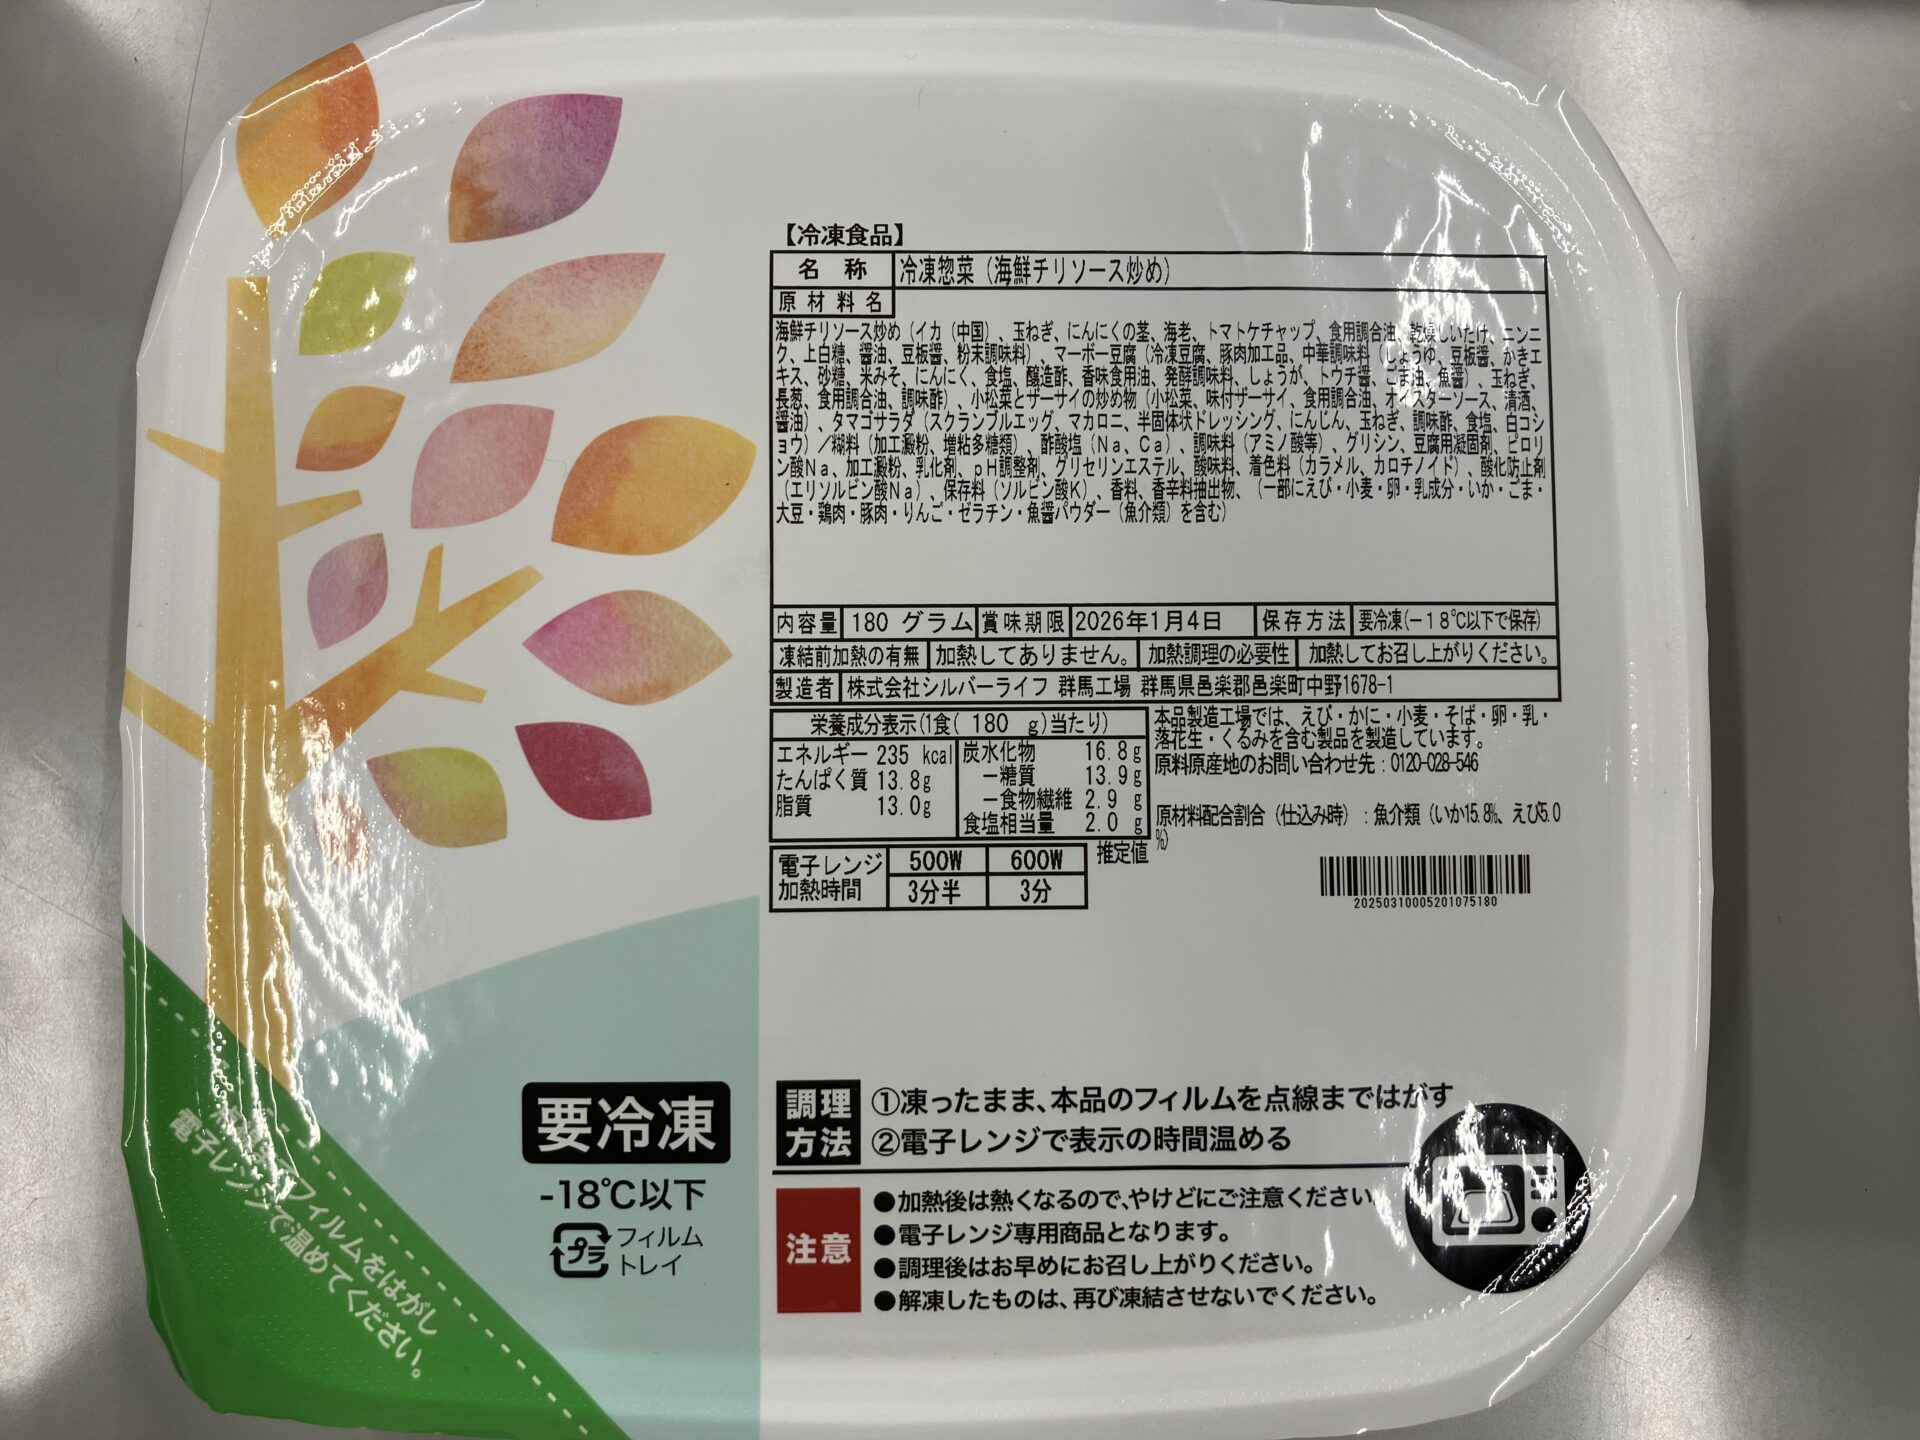 【冷凍食品】
名 称 冷凍惣菜（海鮮チリソース炒め）
原材料名
海鮮チリソース炒め（イカ（中国）、玉ねぎ、にんにくの茎、海老、トマトケチャップ、食用調合油、乾燥しいたけ、ニンニ
ク、上白糖、醤油、豆板醤、粉末調味料）、マーボー豆腐（冷凍豆腐、豚肉加工品、中華調味料（しょうゆ、豆板醤、かきエ
キス、砂糖、米みそ、にんにく、食塩、醸造酢、香味食用油、発酵調味料、しょうが、トウチ醤、ごま油、魚醤）、玉ねぎ、
長葱、食用調合油、調味酢）、小松菜とザーサイの炒め物（小松菜、味付ザーサイ、食用調合油、オイスターソース、清酒、
醤油）、タマゴサラダ（スクランブルエッグ、マカロニ、半固体状ドレッシング、にんじん、玉ねぎ、調味酢、食塩、白コシ
ョウ）／糊料（加工澱粉、増粘多糖類）、酢酸塩（Na、Ca）、調味料（アミノ酸等）、グリシン、豆腐用凝固剤、ピロリ
ン酸Na、加工澱粉、乳化剤、pH調整剤、グリセリンエステル、酸味料、着色料（カラメル、カロチノイド）、酸化防止剤
（エリソルビン酸Na）、保存料（ソルビン酸K）、香料、香辛料抽出物、（一部にえび・小麦・卵・乳成分・いか・ごま・
大豆・鶏肉・豚肉・りんご・ゼラチン・魚醤パウダー（魚介類）を含む）
内容量 180 グラム 賞味期限 2026年1月4日 保存方法 要冷凍（－18℃以下で保存）
凍結前加熱の有無 加熱してありません。 加熱調理の必要性 加熱してお召し上がりください。
製造者 株式会社シルバーライフ 群馬工場 群馬県邑楽郡邑楽町中野1678-1
栄養成分表示（1食（ 180 g）当たり）
エネルギー 235 kcal 炭水化物 16.8g
たんぱく質 13.8g －糖質 13.9g
脂質 13.0g －食物繊維 2.9 g
食塩相当量 2.0 g
推定値
本品製造工場では、えび・かに・小麦・そば・卵・乳・
落花生・くるみを含む製品を製造しています。
原料原産地のお問い合わせ先：0120-028-546
原材料配合割合（仕込み時）：魚介類（いか15.8%、えび5.0
%）
電子レンジ加熱時間 500W 600W
3分半 3分
20250310005201075180
要冷凍
-18℃以下
プラ フィルム
トレイ
調理方法 ①凍ったまま、本品のフィルムを点線まではがす
②電子レンジで表示の時間温める
注意 ●加熱後は熱くなるので、やけどにご注意ください
●電子レンジ専用商品となります。
●調理後はお早めにお召し上がりください。
●解凍したものは、再び凍結させないでください。
フィルムをはがし
電子レンジで温めてください。